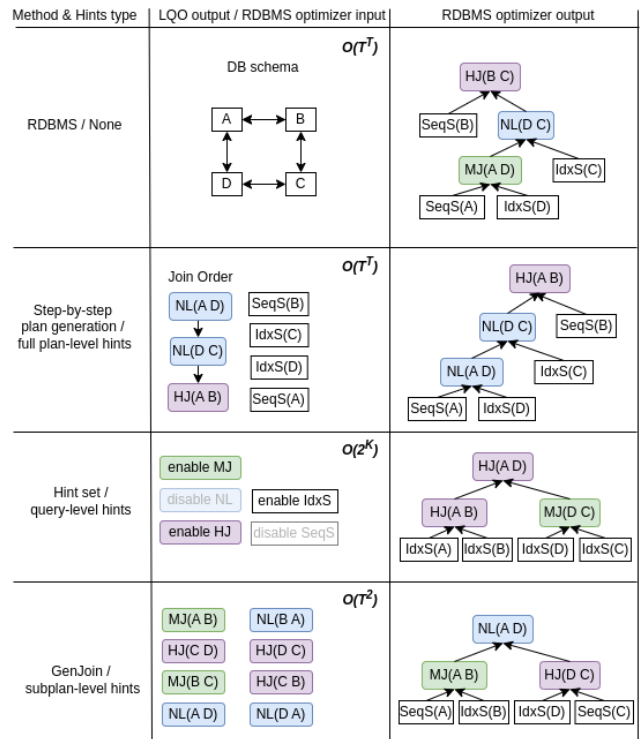 Method & Hints type
LQO output / RDBMS optimizer input
RDBMS optimizer output
RDBMS / None
O(T^T)
DB schema
A
B
D
C
HJ(B C)
SeqS(B)
NL(D C)
MJ(A D)
IdxS(C)
SeqS(A)
IdxS(D)
Step-by-step
plan generation /
full plan-level hints
O(T^T)
Join Order
NL(A D)
SeqS(B)
IdxS(C)
NL(D C)
IdxS(D)
HJ(A B)
SeqS(A)
HJ(A B)
NL(D C)
SeqS(B)
NL(A D)
IdxS(C)
SeqS(A)
IdxS(D)
Hint set /
query-level hints
O(2^K)
enable MJ
disable NL
enable IdxS
enable HJ
disable SeqS
HJ(A D)
HJ(A B)
MJ(D C)
IdxS(A)
IdxS(B)
IdxS(D)
IdxS(C)
GenJoin /
subplan-level hints
O(T^2)
MJ(A B)
NL(B A)
HJ(C D)
HJ(D C)
MJ(B C)
HJ(C B)
NL(A D)
NL(D A)
NL(A D)
MJ(A B)
HJ(D C)
SeqS(A)
IdxS(B)
IdxS(D)
SeqS(C)